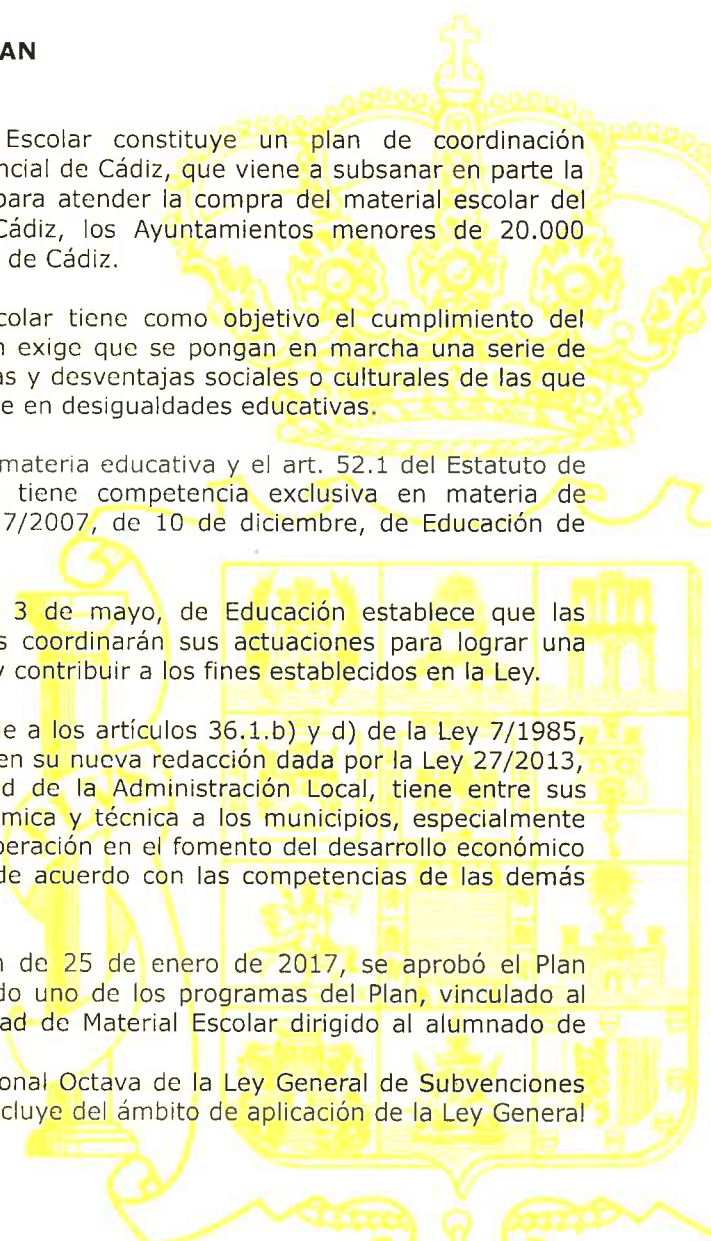 AN
Escolar constituye un plan de coordinación
ncial de Cádiz, que viene a subsanar en parte la
para atender la compra del material escolar del
Cádiz, los Ayuntamientos menores de 20.000
de Cádiz.
colar tiene como objetivo el cumplimiento del
n exige que se pongan en marcha una serie de
as y desventajas sociales o culturales de las que
e en desigualdades educativas.
materia educativa y el art. 52.1 del Estatuto de
tiene competencia exclusiva en materia de
7/2007, de 10 de diciembre, de Educación de
3 de mayo, de Educación establece que las
s coordinarán sus actuaciones para lograr una
y contribuir a los fines establecidos en la Ley.
e a los artículos 36.1.b) y d) de la Ley 7/1985,
en su nueva redacción dada por la Ley 27/2013,
d de la Administración Local, tiene entre sus
mica y técnica a los municipios, especialmente
peración en el fomento del desarrollo económico
de acuerdo con las competencias de las demás
n de 25 de enero de 2017, se aprobó el Plan
do uno de los programas del Plan, vinculado al
ad de Material Escolar dirigido al alumnado de
onal Octava de la Ley General de Subvenciones
cluye del ámbito de aplicación de la Ley General